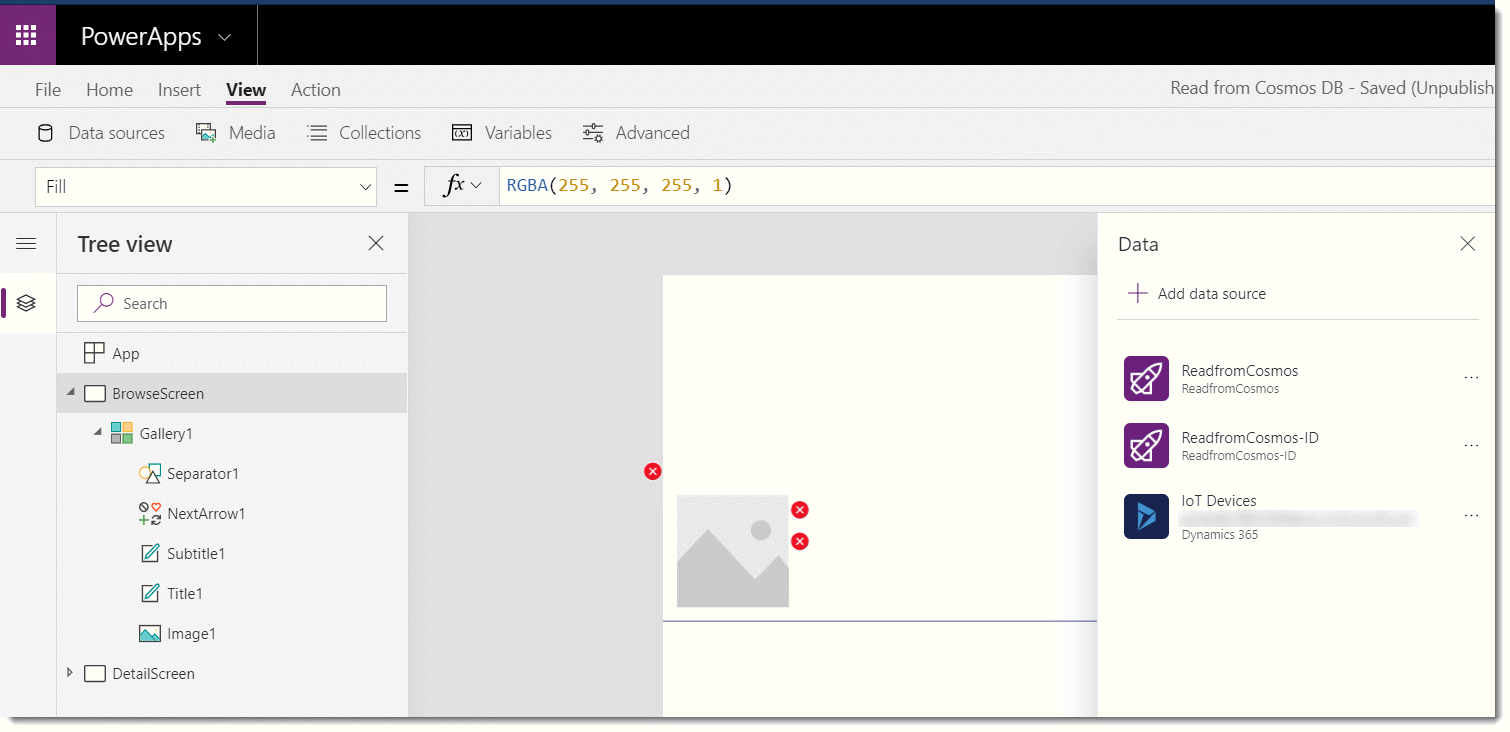 PowerApps
File Home Insert View Action
Read from Cosmos DB - Saved (Unpublish
Data sources Media Collections Variables Advanced
Fill = fx RGBA(255, 255, 255, 1)
Tree view
Search
App
BrowseScreen
Gallery1
Separator1
NextArrow1
Subtitle1
Title1
Image1
DetailScreen
Data
Add data source
ReadfromCosmos
ReadfromCosmos
ReadfromCosmos-ID
ReadfromCosmos-ID
IoT Devices
Dynamics 365